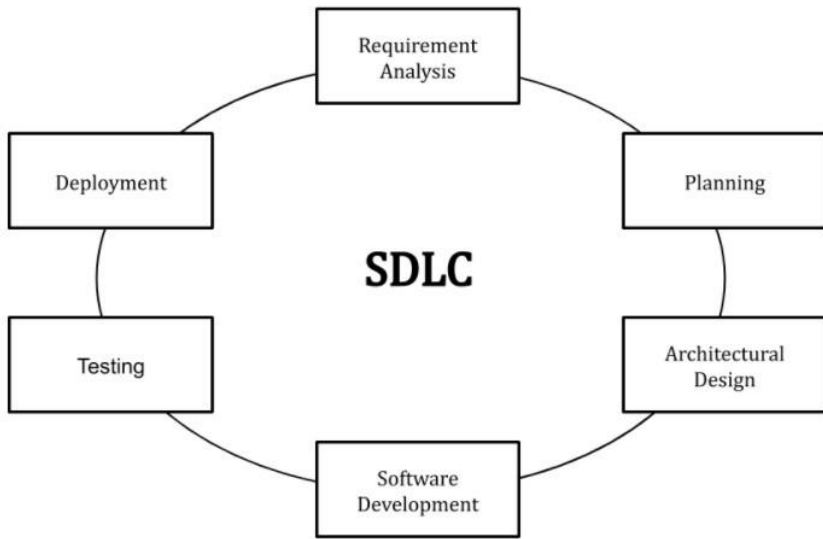 Requirement
Analysis
Deployment
Planning
SDLC
Testing
Architectural
Design
Software
Development